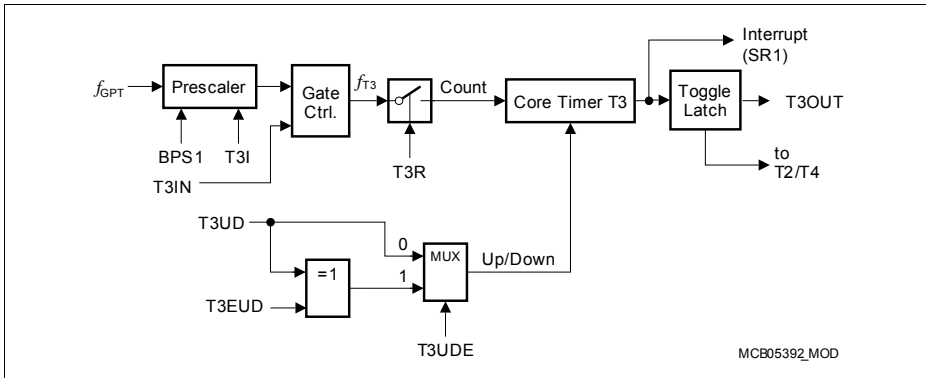 Interrupt
(SR1)
fGPT
Prescaler
Gate
Ctrl.
fT3
Count
Core Timer T3
Toggle
Latch
T3OUT
BPS1
T3I
T3IN
T3R
to
T2/T4
T3UD
0
MUX
Up/Down
=1
1
T3EUD
T3UDE
MCB05392_MOD